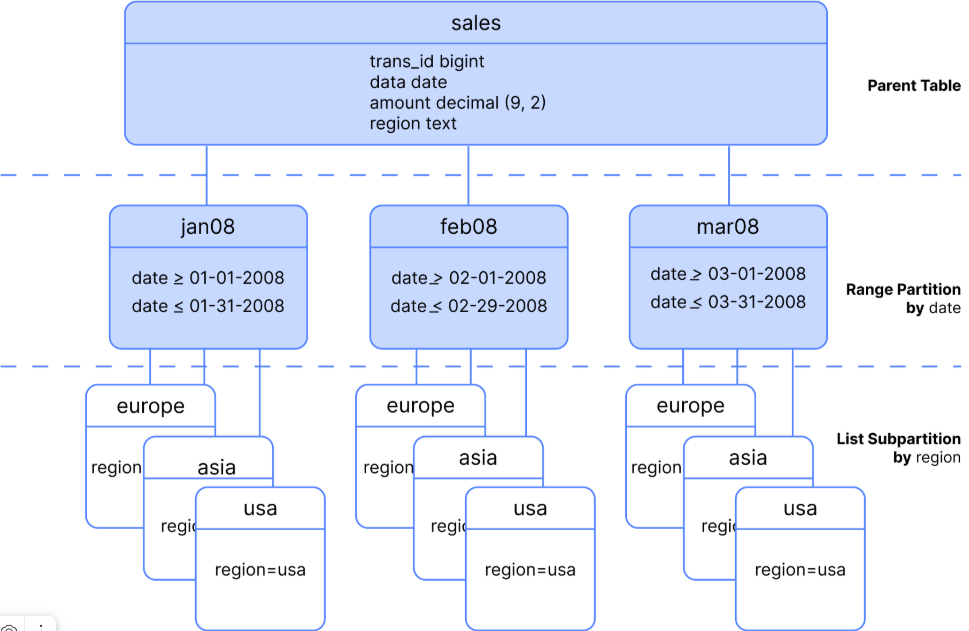 sales
trans_id bigint
data date
amount decimal (9, 2)
region text
Parent Table
jan08
date ≥ 01-01-2008
date ≤ 01-31-2008
feb08
date ≥ 02-01-2008
date ≤ 02-29-2008
mar08
date ≥ 03-01-2008
date ≤ 03-31-2008
Range Partition
by date
europe
region
asia
regi
usa
region=usa
europe
region
asia
regi
usa
region=usa
europe
region
asia
regi
usa
region=usa
List Subpartition
by region